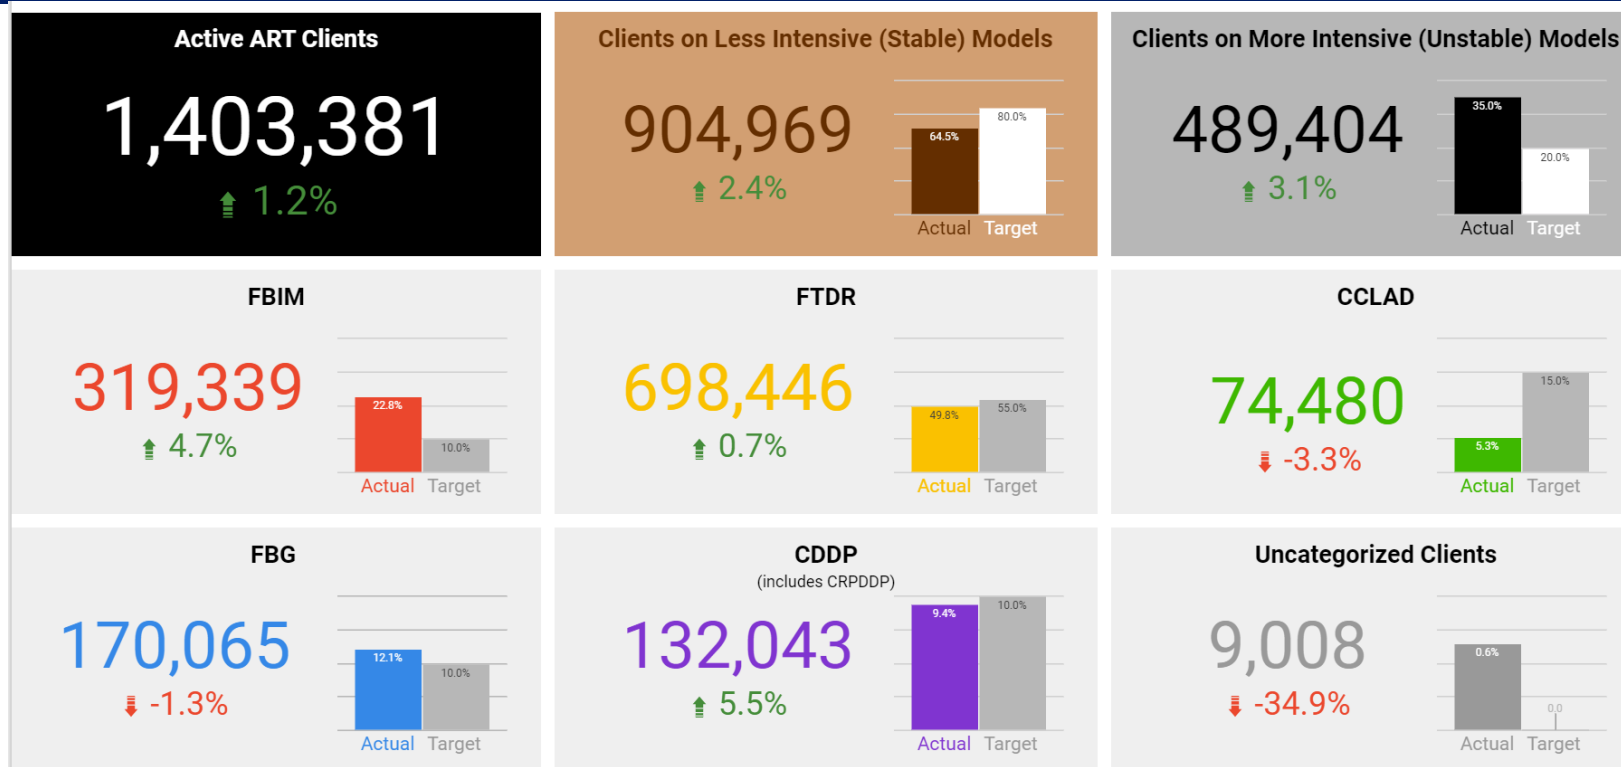 Active ART Clients
1,403,381
1.2%
Clients on Less Intensive (Stable) Models
904,969
2.4%
64.5%
80.0%
Actual Target
Clients on More Intensive (Unstable) Models
489,404
3.1%
35.0%
20.0%
Actual Target
FBIM
319,339
4.7%
22.8%
10.0%
Actual Target
FTDR
698,446
0.7%
49.8%
55.0%
Actual Target
CCLAD
74,480
-3.3%
5.3%
15.0%
Actual Target
FBG
170,065
-1.3%
12.1%
10.0%
Actual Target
CDDP
(includes CRPDDP)
132,043
5.5%
9.4%
10.0%
Actual Target
Uncategorized Clients
9,008
-34.9%
0.6%
0.0
Actual Target